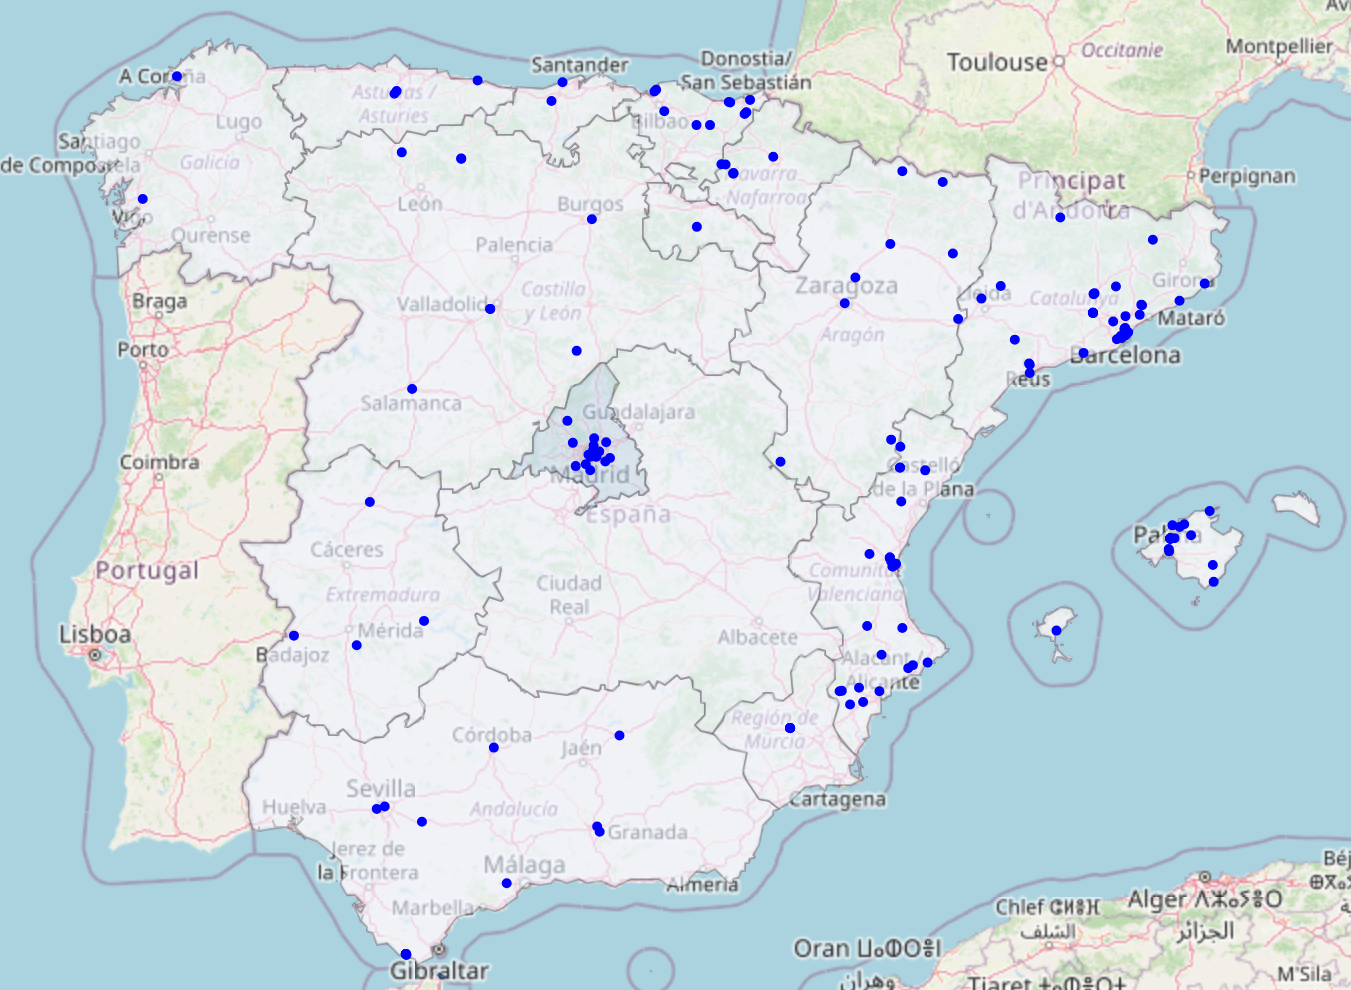 Toulouse
Occitanie
Montpellier
Perpignan
A Coruña
Santander
Donostia/
San Sebastián
Asturias /
Asturies
Bilbao
Lugo
Santiago
de Compostela
Galicia
Vigo
Ourense
León
Burgos
Navarra
- Nafarroa
Principat
d'Andorra
Palencia
Braga
Valladolid
Castilla
y León
Zaragoza
Aragón
Lleida
Catalunya
Girona
Mataró
Porto
Barcelona
Reus
Salamanca
Guadalajara
Coimbra
Madrid
España
Castelló
de la Plana
Palma
Cáceres
Portugal
Extremadura
Ciudad
Real
Comunitat
Valenciana
Lisboa
Mérida
Badajoz
Albacete
Alacant /
Alicante
Región de
Murcia
Córdoba
Jaén
Sevilla
Huelva
Andalucía
Cartagena
Granada
Jerez de
la Frontera
Málaga
Almería
Marbella
Gibraltar
Béj
Chlef ⵛⵍⴻⴼ
الشلف
Alger ⵍⵣⵣⴰⵢⴻⵔ
الجزائر
Oran
وهران
M'Sila
Tiaret